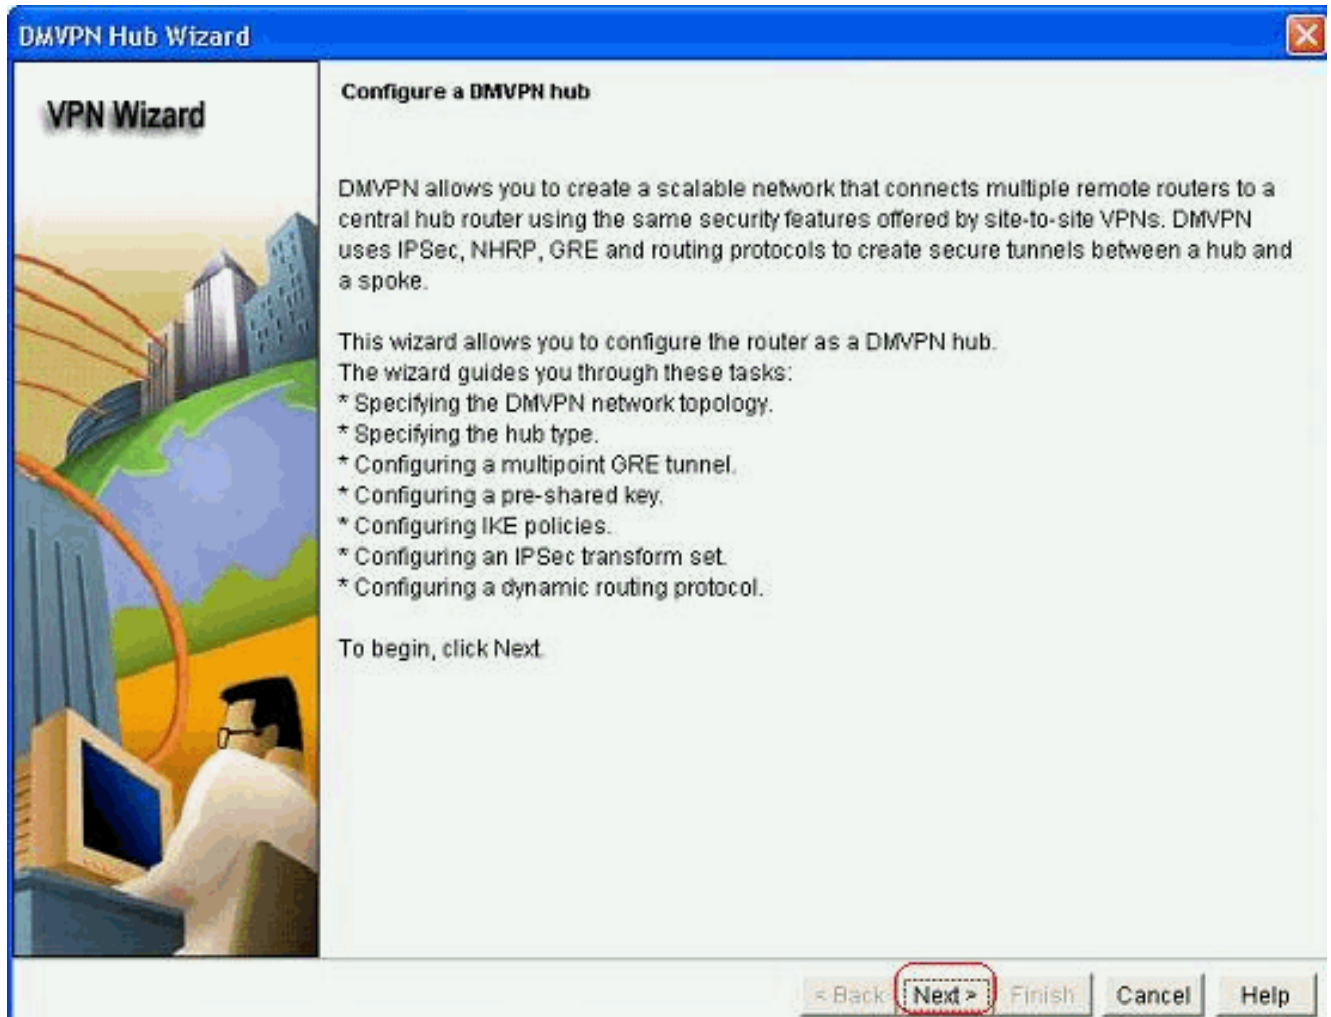 DMVPN Hub Wizard
VPN Wizard
Configure a DMVPN hub
DMVPN allows you to create a scalable network that connects multiple remote routers to a
central hub router using the same security features offered by site-to-site VPNs. DMVPN
uses IPSec, NHRP, GRE and routing protocols to create secure tunnels between a hub and
a spoke.
This wizard allows you to configure the router as a DMVPN hub.
The wizard guides you through these tasks:
* Specifying the DMVPN network topology.
* Specifying the hub type.
* Configuring a multipoint GRE tunnel.
* Configuring a pre-shared key.
* Configuring IKE policies.
* Configuring an IPSec transform set.
* Configuring a dynamic routing protocol.
To begin, click Next.
< Back Next > Finish Cancel Help